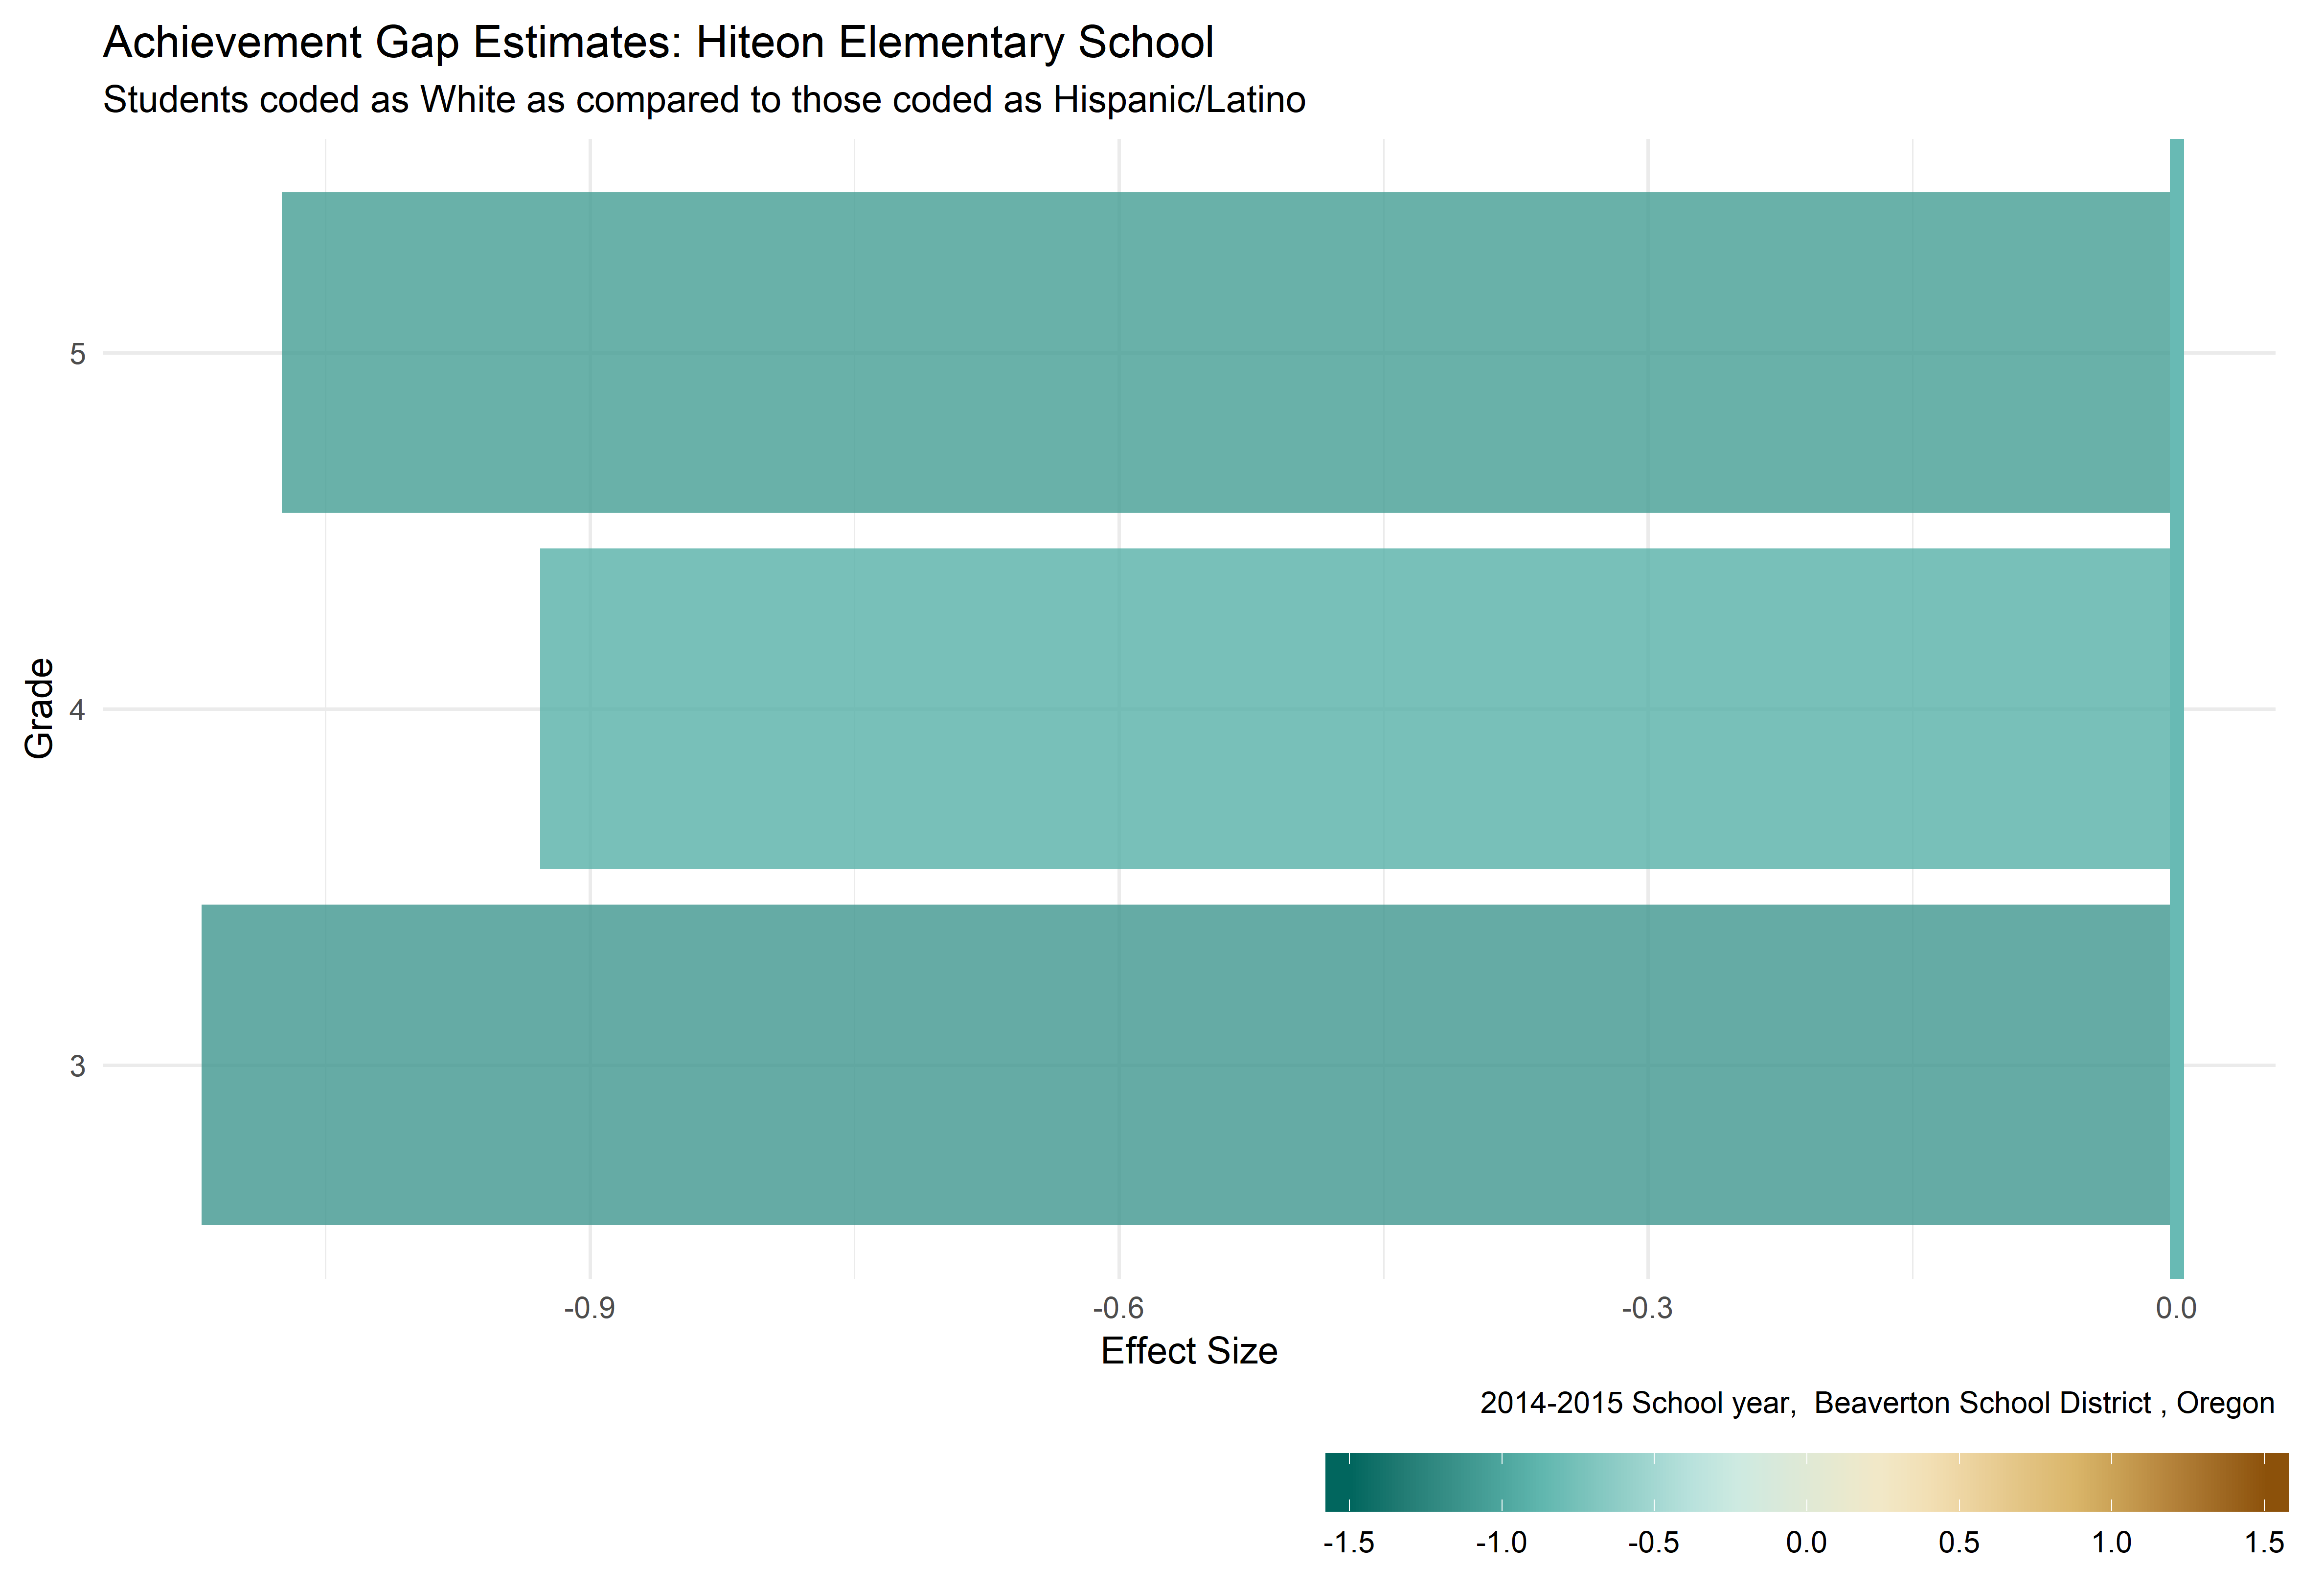 Achievement Gap Estimates: Hiteon Elementary School
Students coded as White as compared to those coded as Hispanic/Latino
Grade
5
4
3
-0.9 -0.6 -0.3 0.0
Effect Size
2014-2015 School year,  Beaverton School District , Oregon
-1.5 -1.0 -0.5 0.0 0.5 1.0 1.5